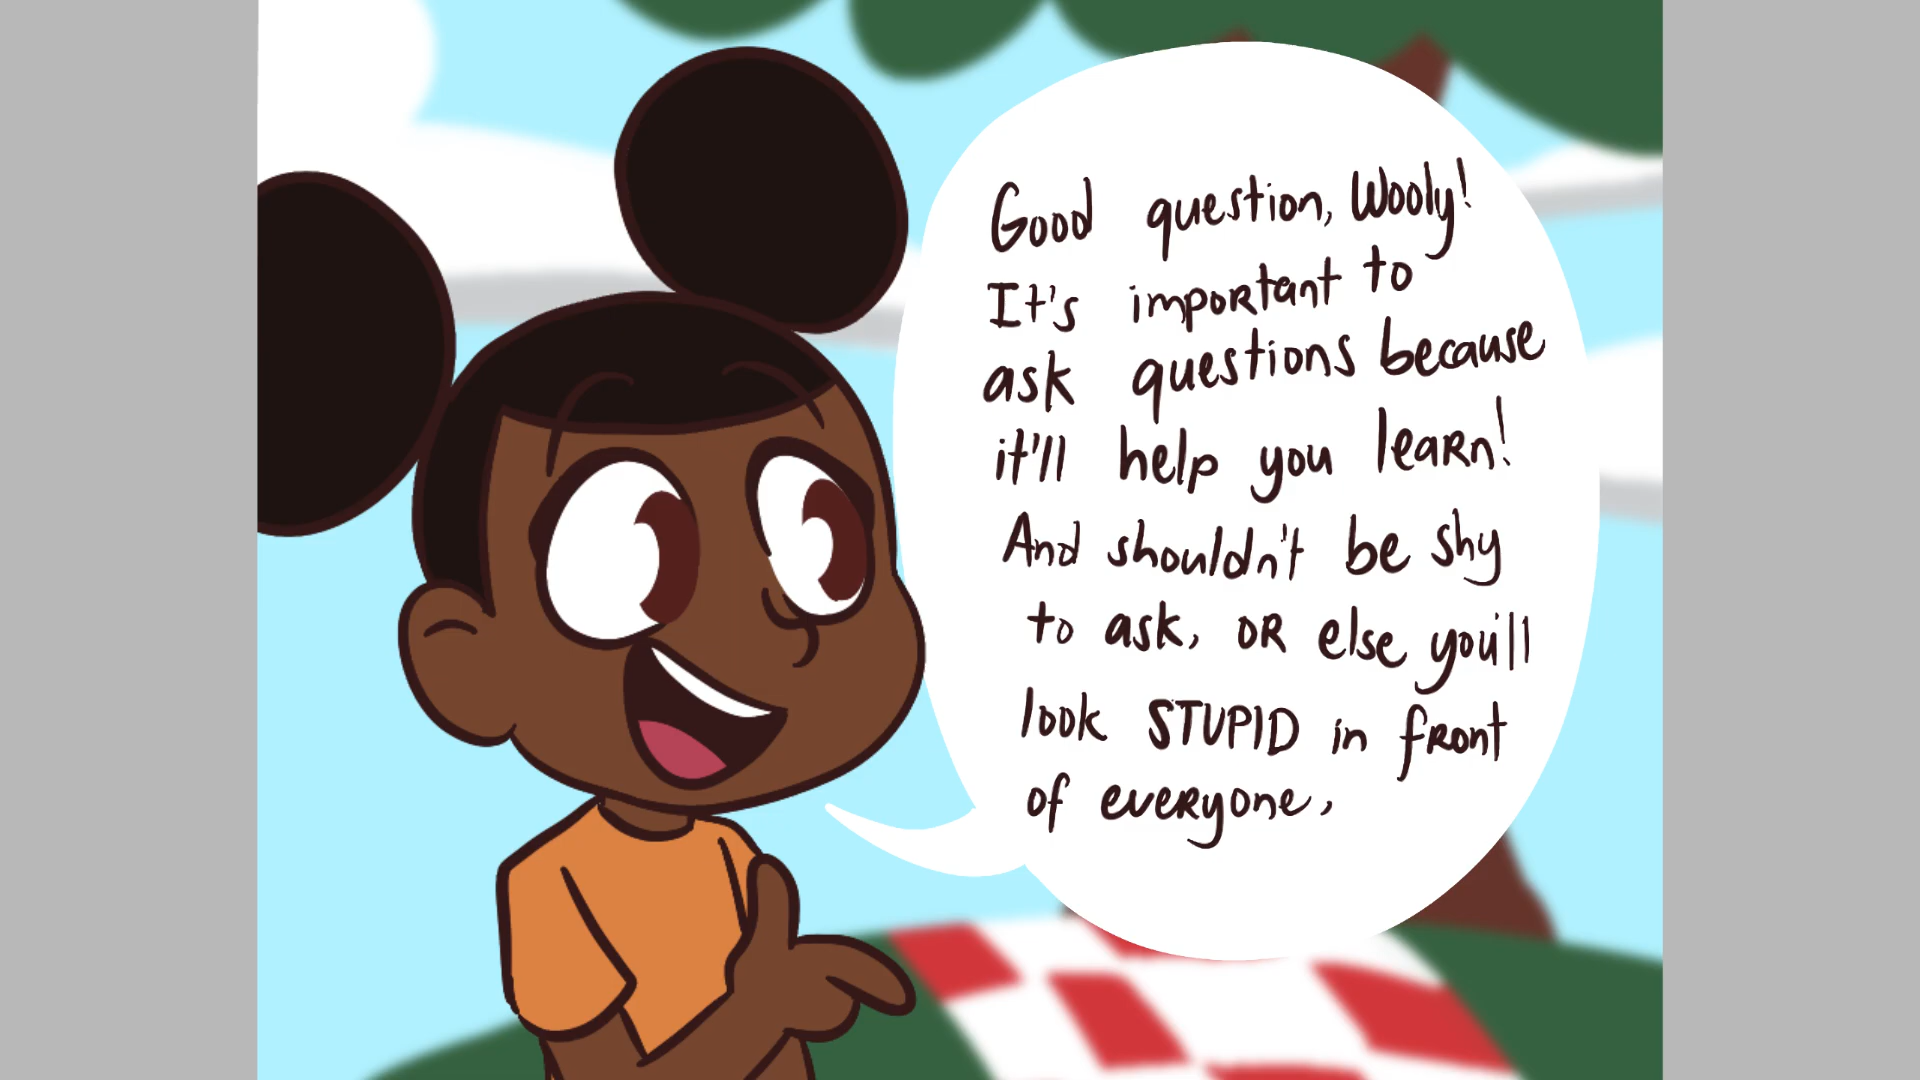 Good question, Wooly!
It's important to
ask questions because
it'll help you learn!
And shouldn't be shy
to ask, or else you'll
look STUPID in front
of everyone.